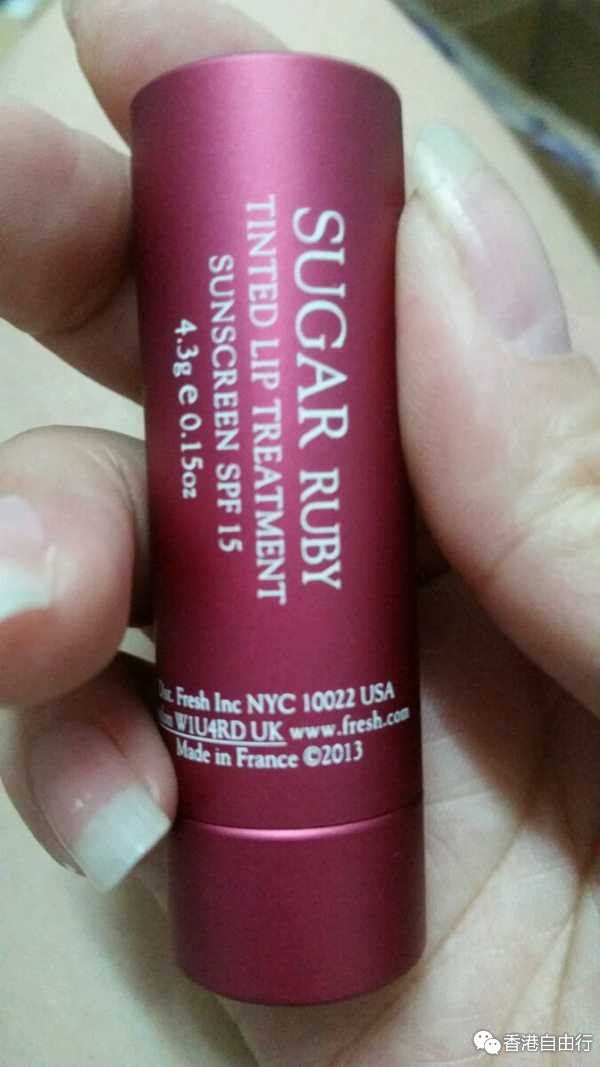 SUGAR RUBY
TINTED LIP TREATMENT
SUNSCREEN SPF 15
4.3g e 0.15oz
Fresh Inc NYC 10022 USA
W1U4RD UK www.fresh.com
Made in France ©2013
香港自由行